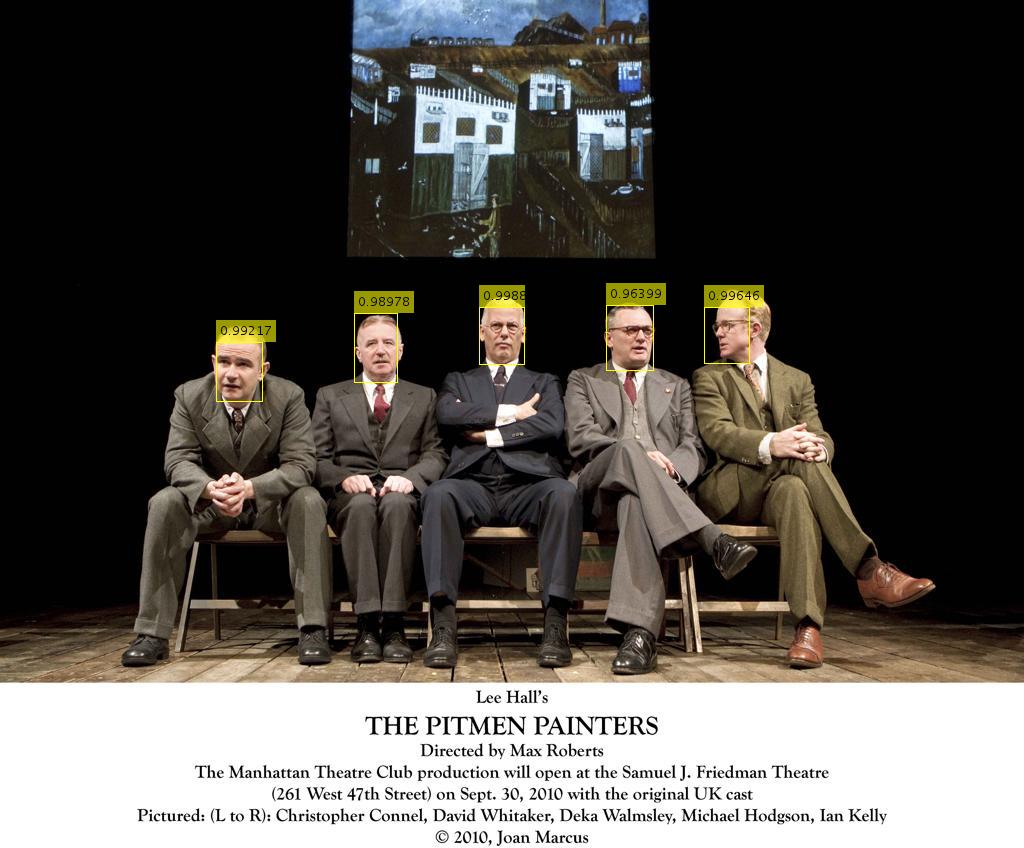 0.99217
0.98978
0.9988
0.96399
0.99646
Lee Hall's
THE PITMEN PAINTERS
Directed by Max Roberts
The Manhattan Theatre Club production will open at the Samuel J. Friedman Theatre
(261 West 47th Street) on Sept. 30, 2010 with the original UK cast
Pictured: (L to R): Christopher Connel, David Whitaker, Deka Walmsley, Michael Hodgson, Ian Kelly
© 2010, Joan Marcus